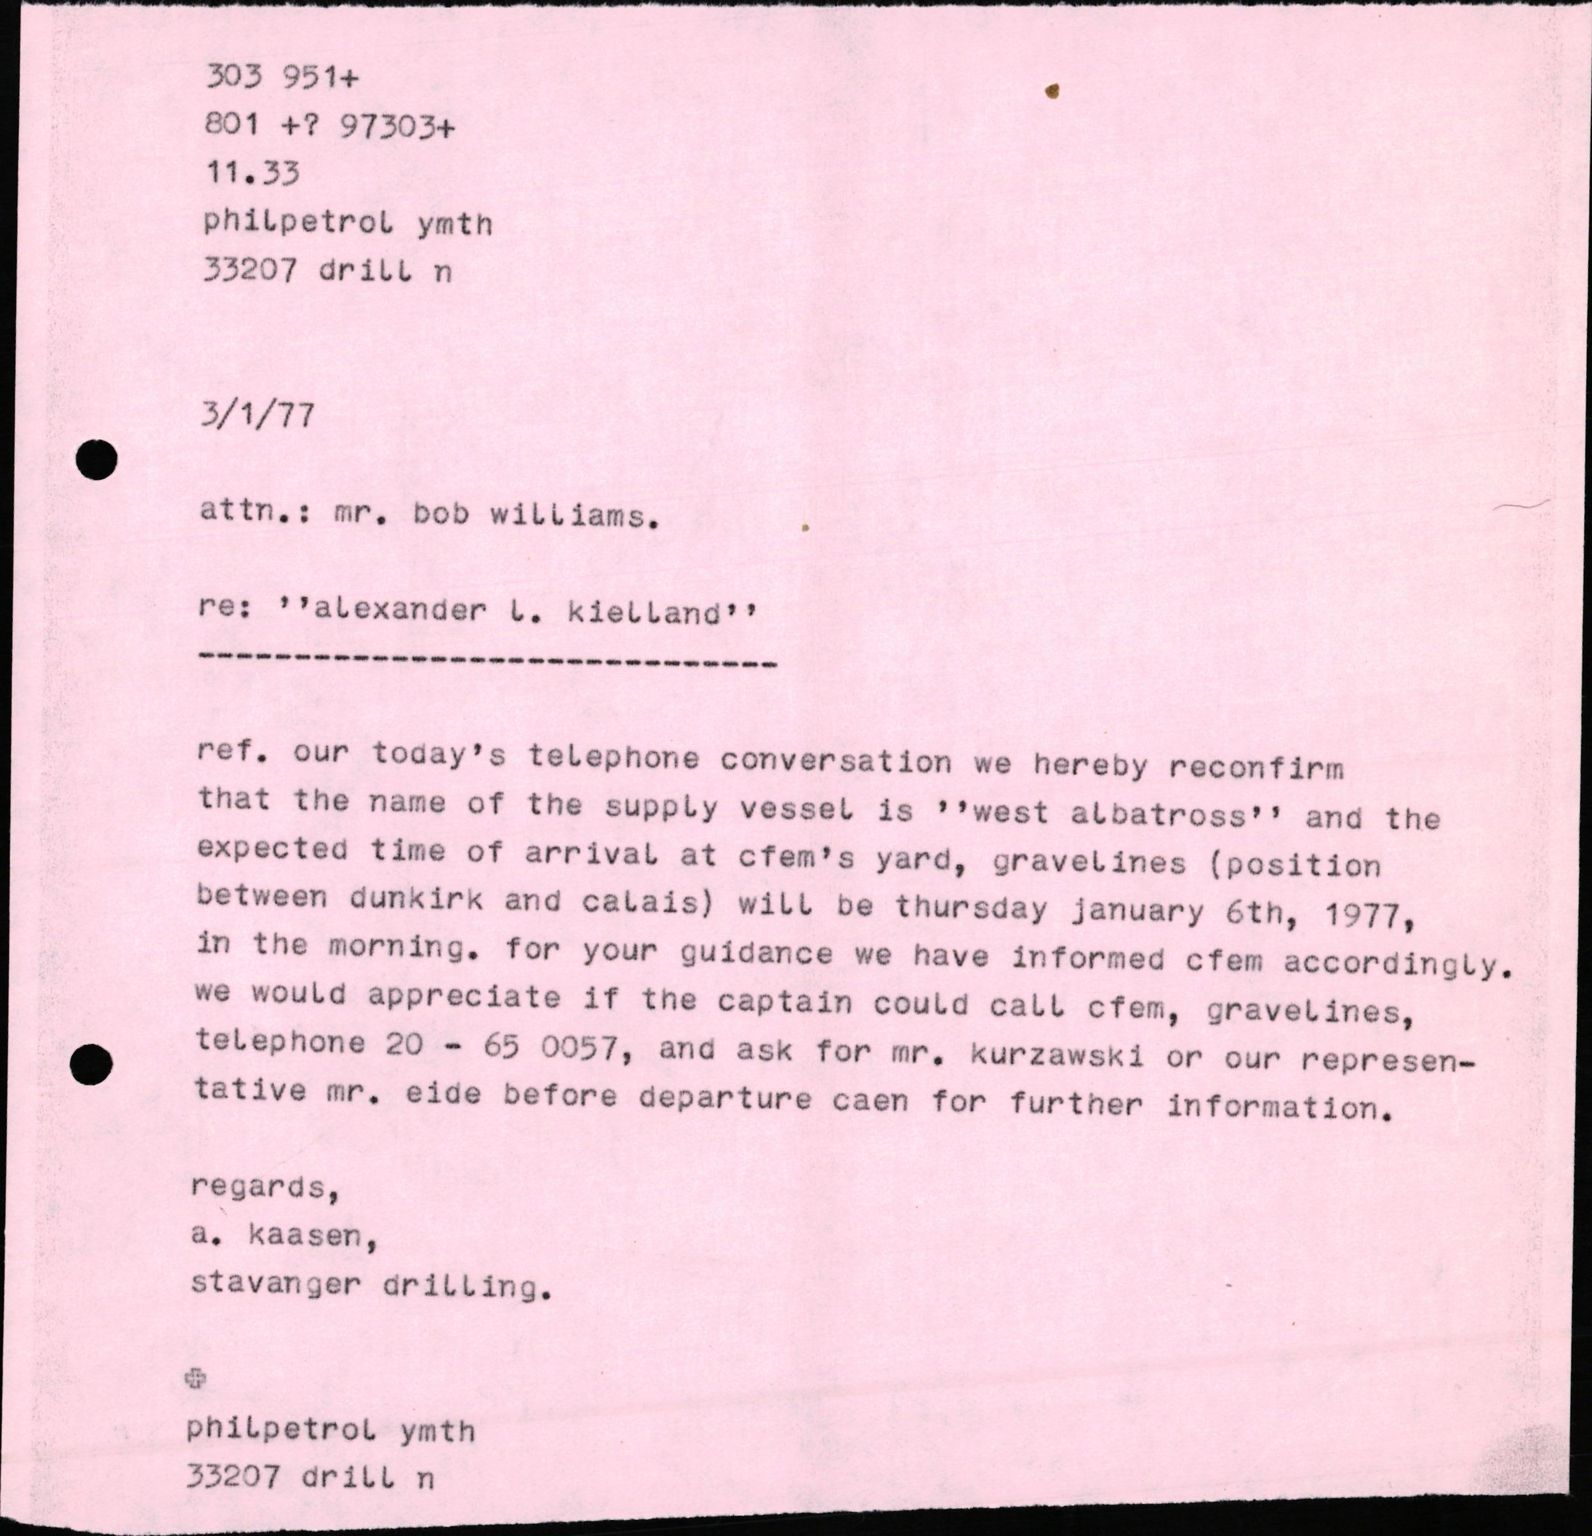 303 951+
801 +? 97303+
11.33
philpetrol ymth
33207 drill n
3/1/77
attn.: mr. bob williams.
re: ''alexander l. kielland''
------------------------------
ref. our today's telephone conversation we hereby reconfirm
that the name of the supply vessel is ''west albatross'' and the
expected time of arrival at cfem's yard, gravelines (position
between dunkirk and calais) will be thursday january 6th, 1977,
in the morning. for your guidance we have informed cfem accordingly.
we would appreciate if the captain could call cfem, gravelines,
telephone 20 - 65 0057, and ask for mr. kurzawski or our represen-
tative mr. eide before departure caen for further information.
regards,
a. kaasen,
stavanger drilling.
✠
philpetrol ymth
33207 drill n